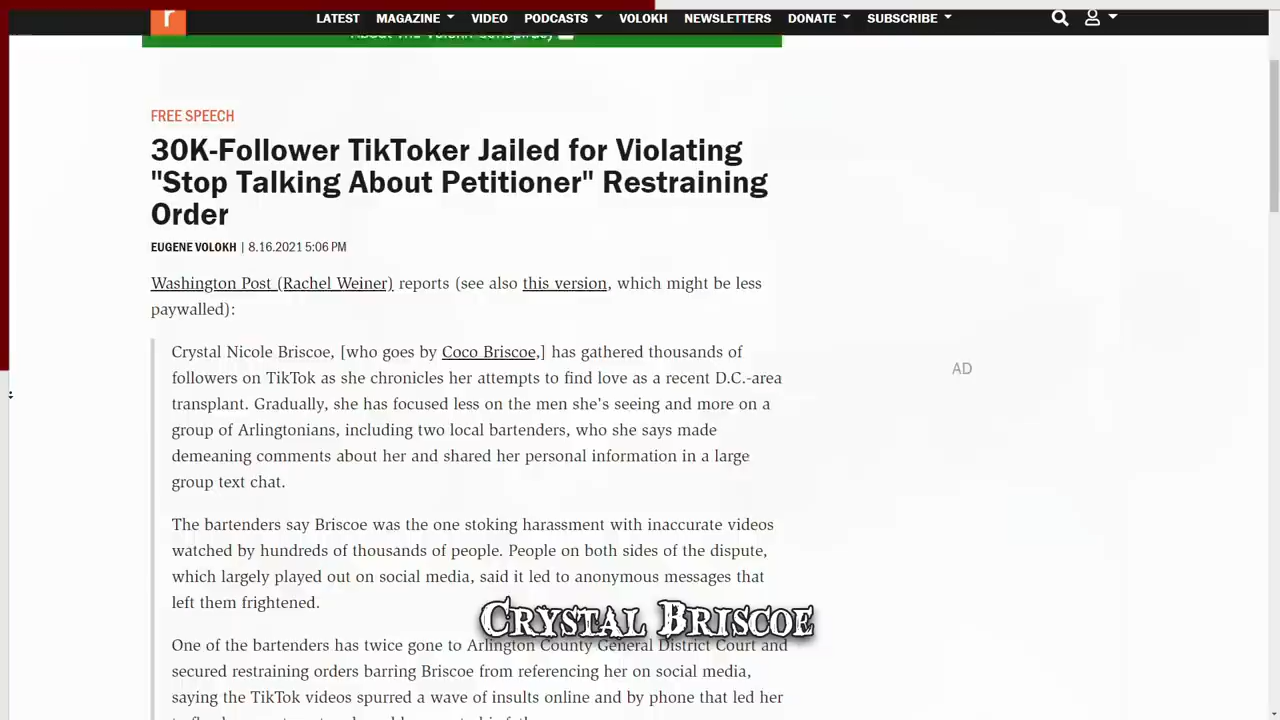 r LATEST MAGAZINE VIDEO PODCASTS VOLOKH NEWSLETTERS DONATE SUBSCRIBE
About The Volokh Conspiracy
FREE SPEECH
30K-Follower TikToker Jailed for Violating
"Stop Talking About Petitioner" Restraining
Order
EUGENE VOLOKH | 8.16.2021 5:06 PM
Washington Post (Rachel Weiner) reports (see also this version, which might be less
paywalled):
AD
Crystal Nicole Briscoe, [who goes by Coco Briscoe,] has gathered thousands of
followers on TikTok as she chronicles her attempts to find love as a recent D.C.-area
transplant. Gradually, she has focused less on the men she's seeing and more on a
group of Arlingtonians, including two local bartenders, who she says made
demeaning comments about her and shared her personal information in a large
group text chat.
The bartenders say Briscoe was the one stoking harassment with inaccurate videos
watched by hundreds of thousands of people. People on both sides of the dispute,
which largely played out on social media, said it led to anonymous messages that
left them frightened.
CRYSTAL BRISCOE
One of the bartenders has twice gone to Arlington County General District Court and
secured restraining orders barring Briscoe from referencing her on social media,
saying the TikTok videos spurred a wave of insults online and by phone that led her